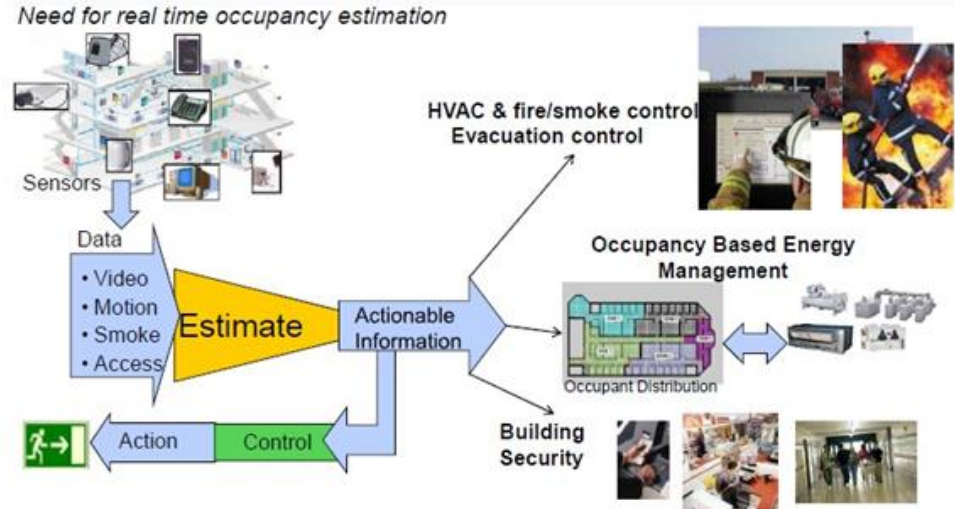 Need for real time occupancy estimation
Sensors
Data
• Video
• Motion
• Smoke
• Access
Estimate
Actionable
Information
Control
Action
HVAC & fire/smoke control
Evacuation control
Occupancy Based Energy
Management
Occupant Distribution
Building
Security